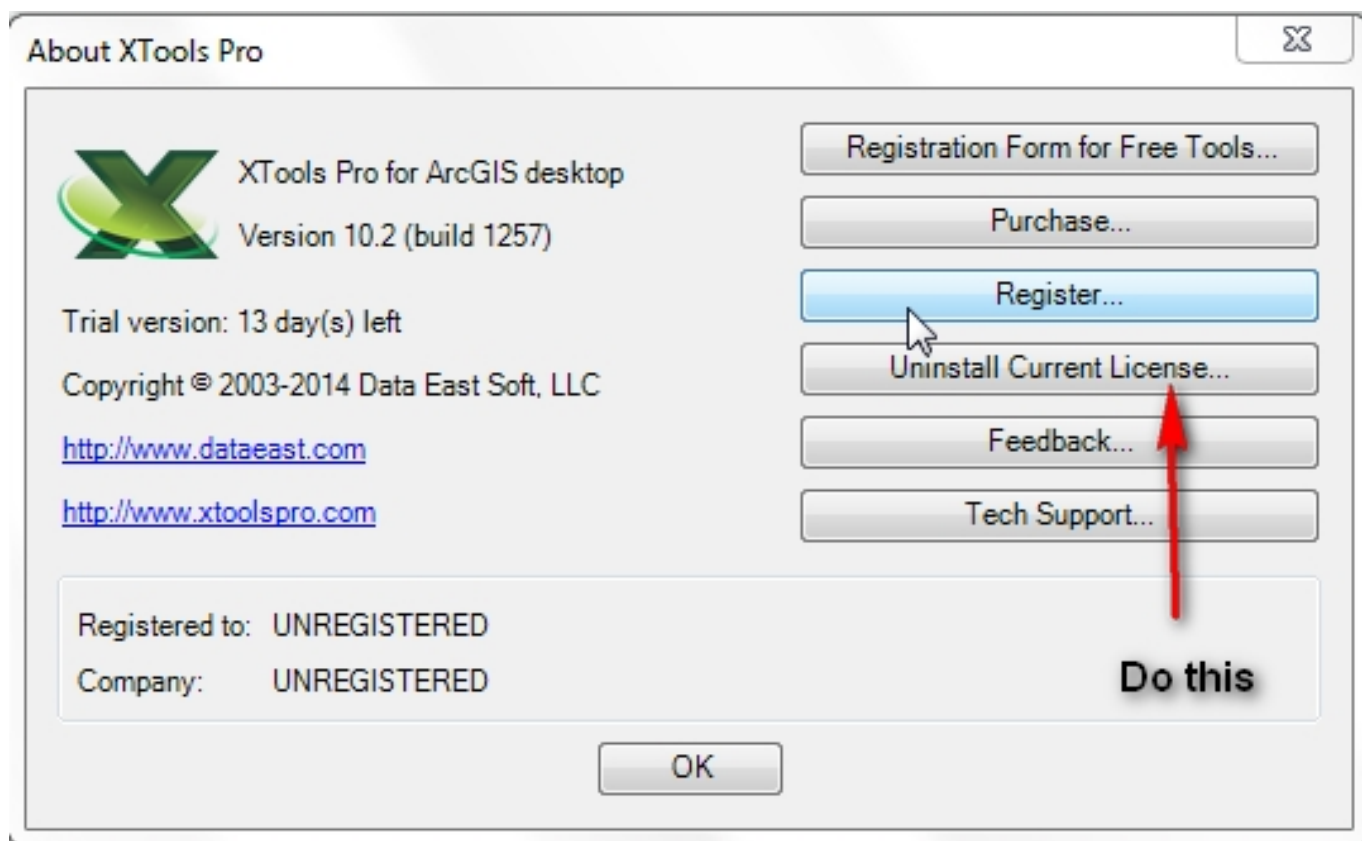 About XTools Pro
XTools Pro for ArcGIS desktop
Version 10.2 (build 1257)
Trial version: 13 day(s) left
Copyright © 2003-2014 Data East Soft, LLC
http://www.dataeast.com
http://www.xtoolspro.com
Registration Form for Free Tools...
Purchase...
Register...
Uninstall Current License...
Feedback...
Tech Support...
Registered to: UNREGISTERED
Company: UNREGISTERED
Do this
OK